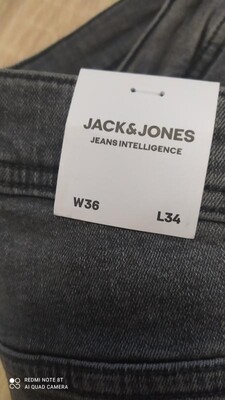 JACK&JONES
JEANS INTELLIGENCE
W36 L34
REDMI NOTE 8T
AI QUAD CAMERA